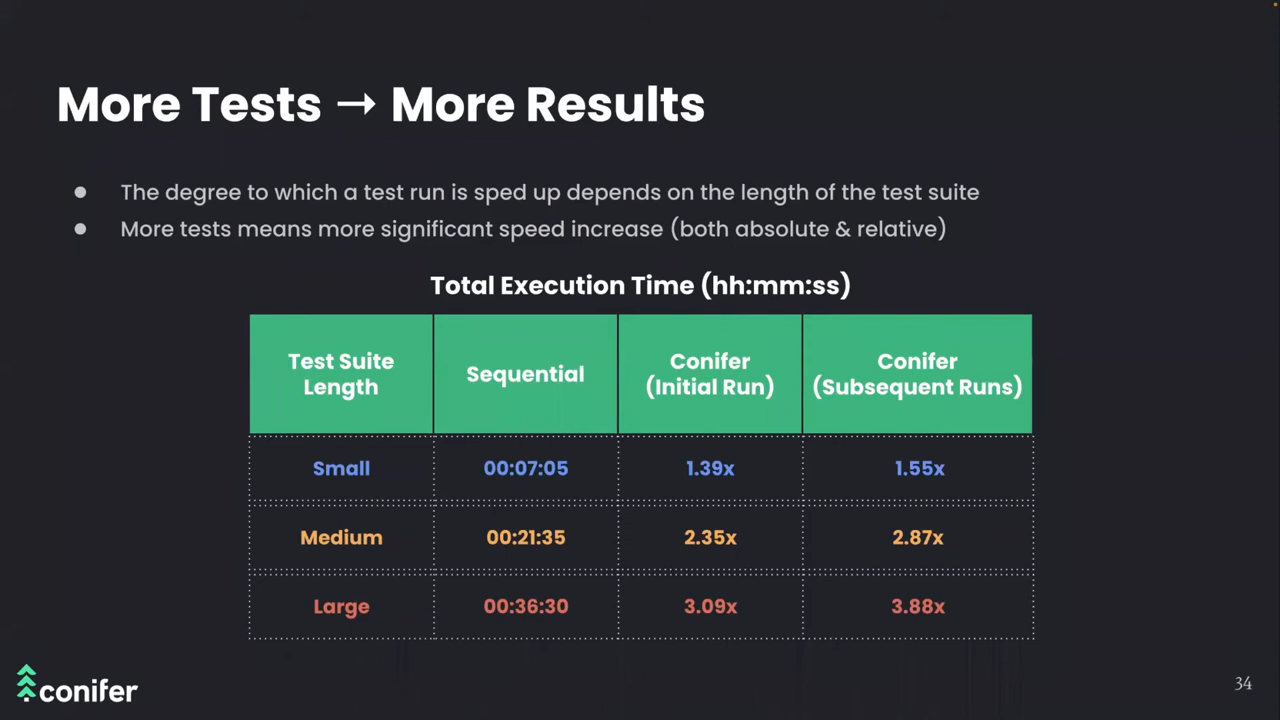 More Tests → More Results
● The degree to which a test run is sped up depends on the length of the test suite
● More tests means more significant speed increase (both absolute & relative)
Total Execution Time (hh:mm:ss)
Test Suite
Length
Sequential
Conifer
(Initial Run)
Conifer
(Subsequent Runs)
Small 00:07:05 1.39x 1.55x
Medium 00:21:35 2.35x 2.87x
Large 00:36:30 3.09x 3.88x
conifer
34